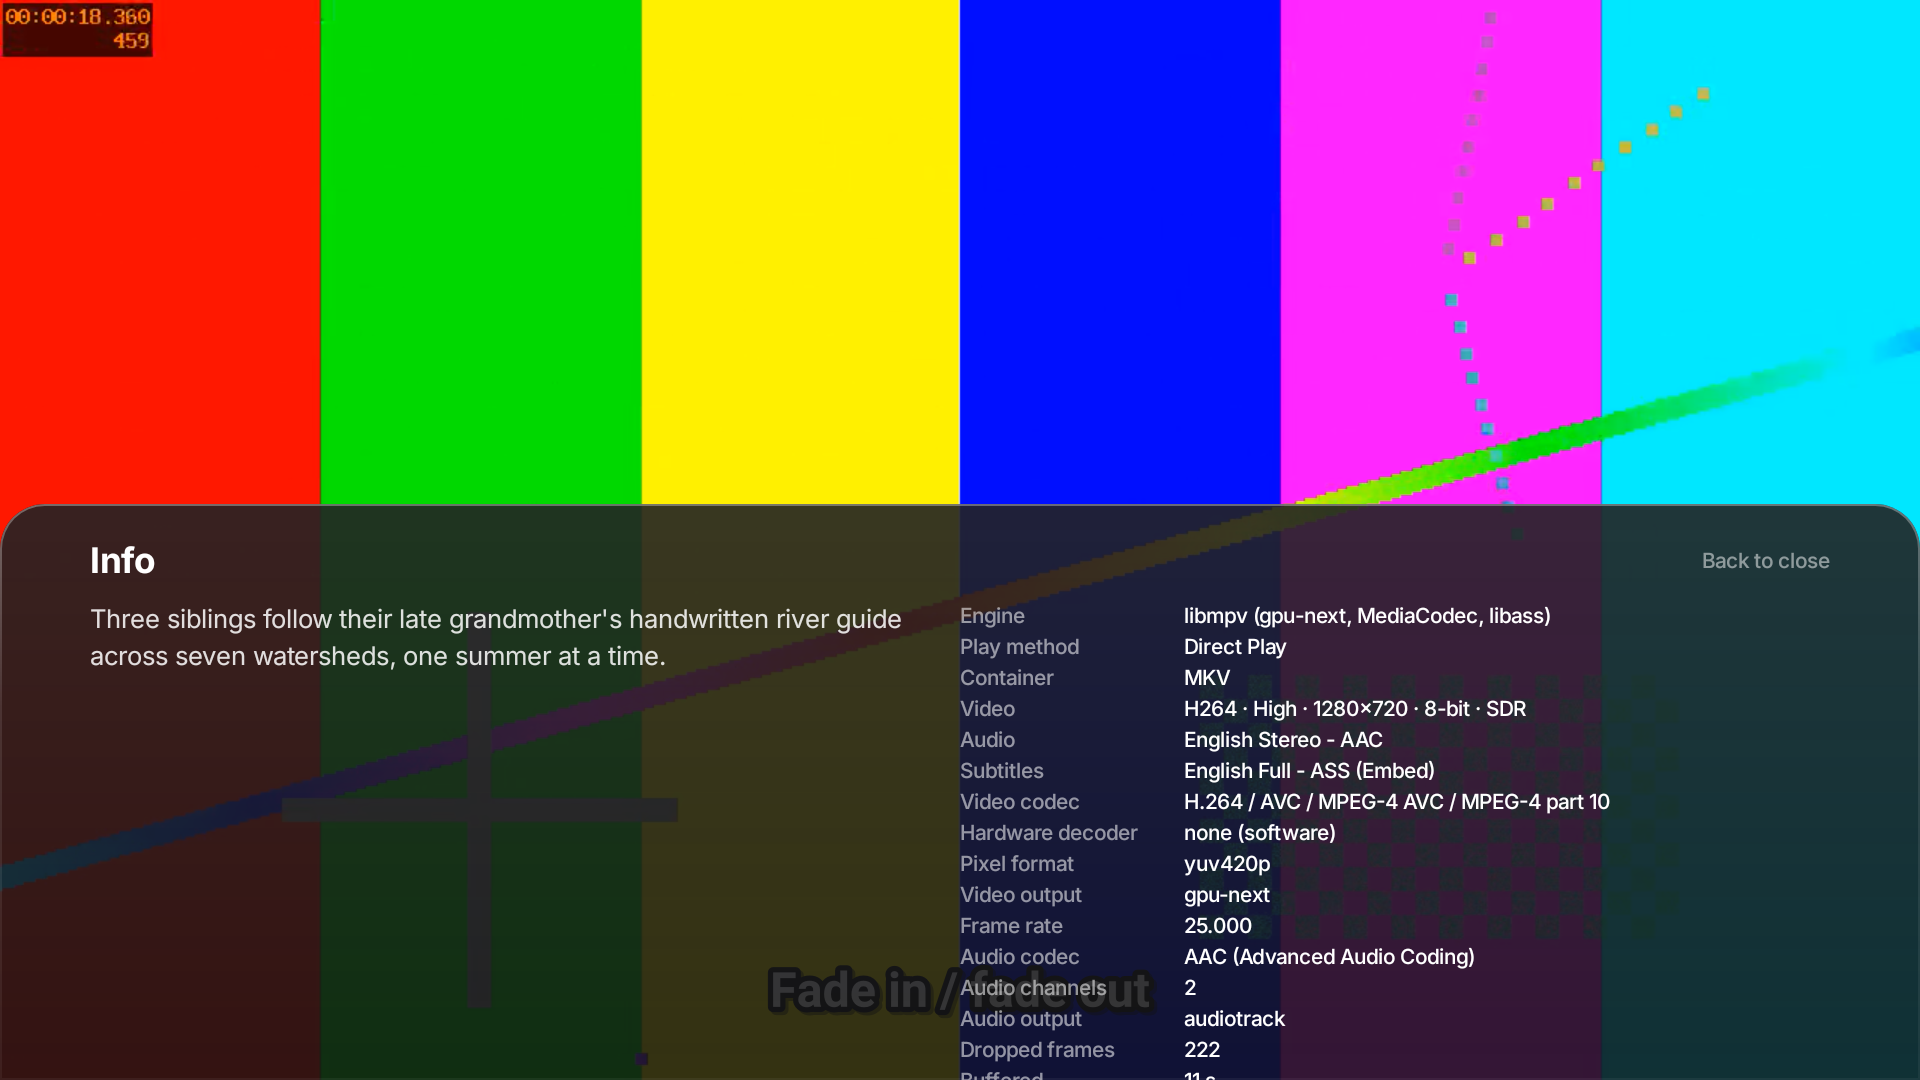 00:00:18.360
459
Info
Back to close
Three siblings follow their late grandmother's handwritten river guide
across seven watersheds, one summer at a time.
Engine libmpv (gpu-next, MediaCodec, libass)
Play method Direct Play
Container MKV
Video H264 · High · 1280×720 · 8-bit · SDR
Audio English Stereo - AAC
Subtitles English Full - ASS (Embed)
Video codec H.264 / AVC / MPEG-4 AVC / MPEG-4 part 10
Hardware decoder none (software)
Pixel format yuv420p
Video output gpu-next
Frame rate 25.000
Audio codec AAC (Advanced Audio Coding)
Audio channels 2
Audio output audiotrack
Dropped frames 222
Buffered 11 s
Fade in / fade out